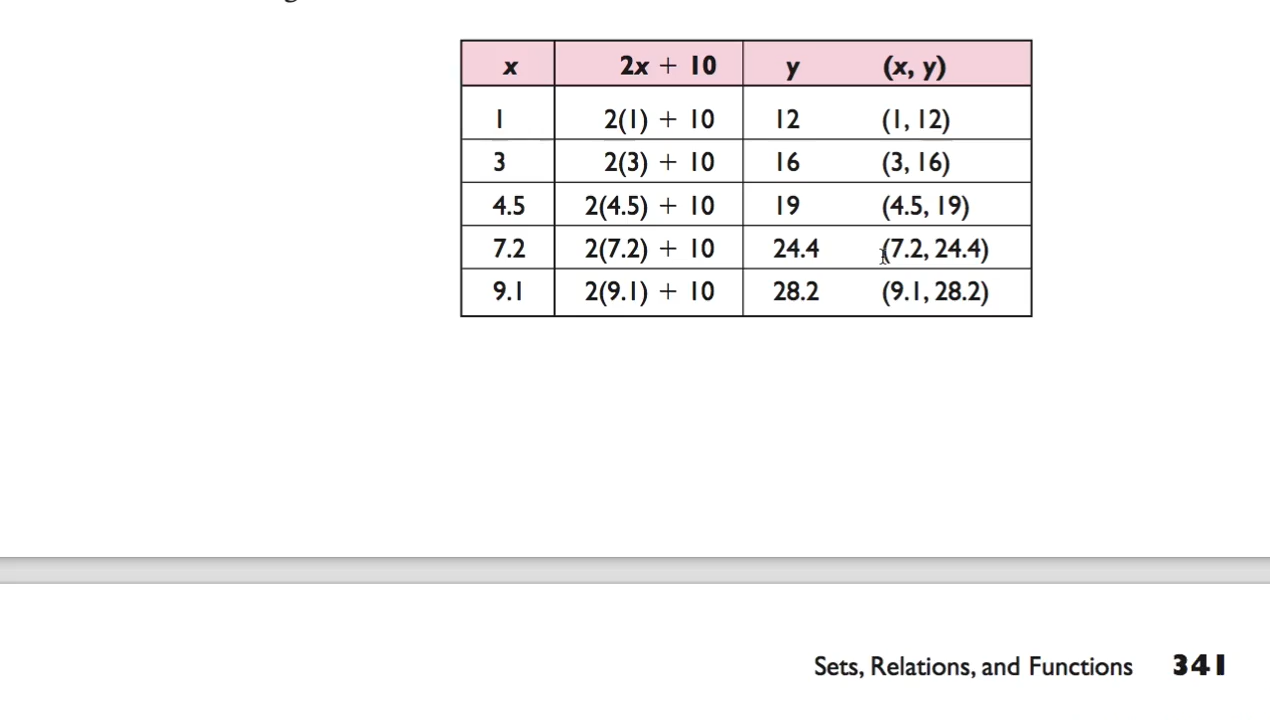 x 2x + 10 y (x, y)
1 2(1) + 10 12 (1, 12)
3 2(3) + 10 16 (3, 16)
4.5 2(4.5) + 10 19 (4.5, 19)
7.2 2(7.2) + 10 24.4 (7.2, 24.4)
9.1 2(9.1) + 10 28.2 (9.1, 28.2)
Sets, Relations, and Functions 341